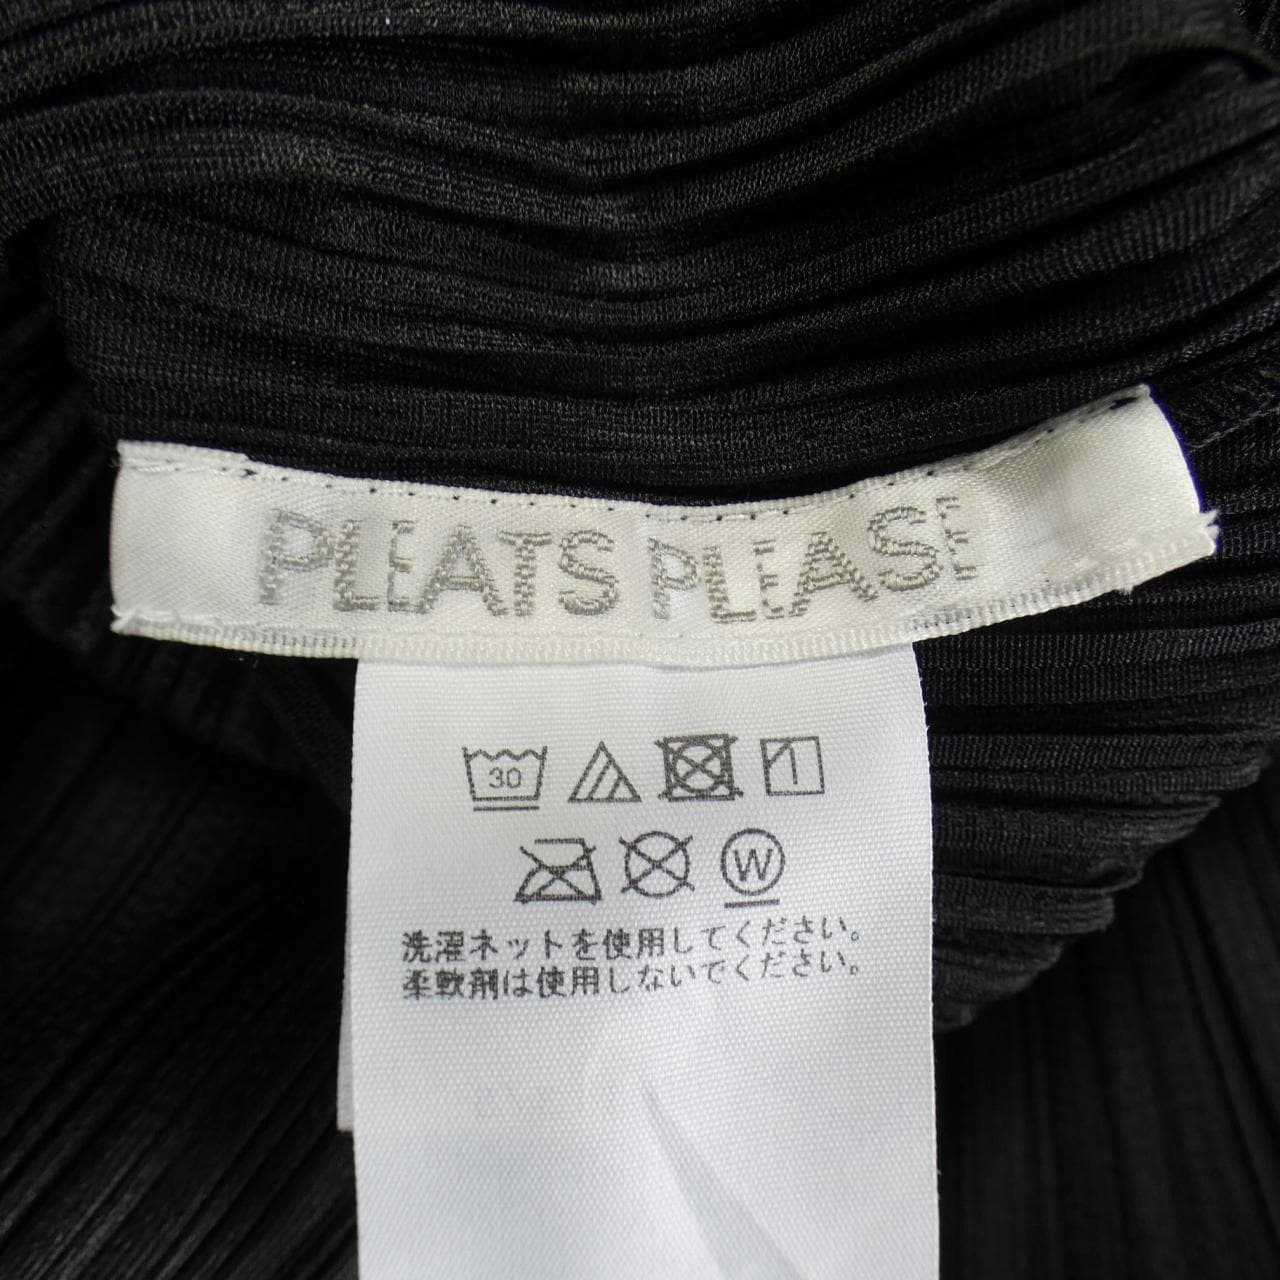 PLEATS PLEASE
30
W
洗濯ネットを使用してください。
柔軟剤は使用しないでください。